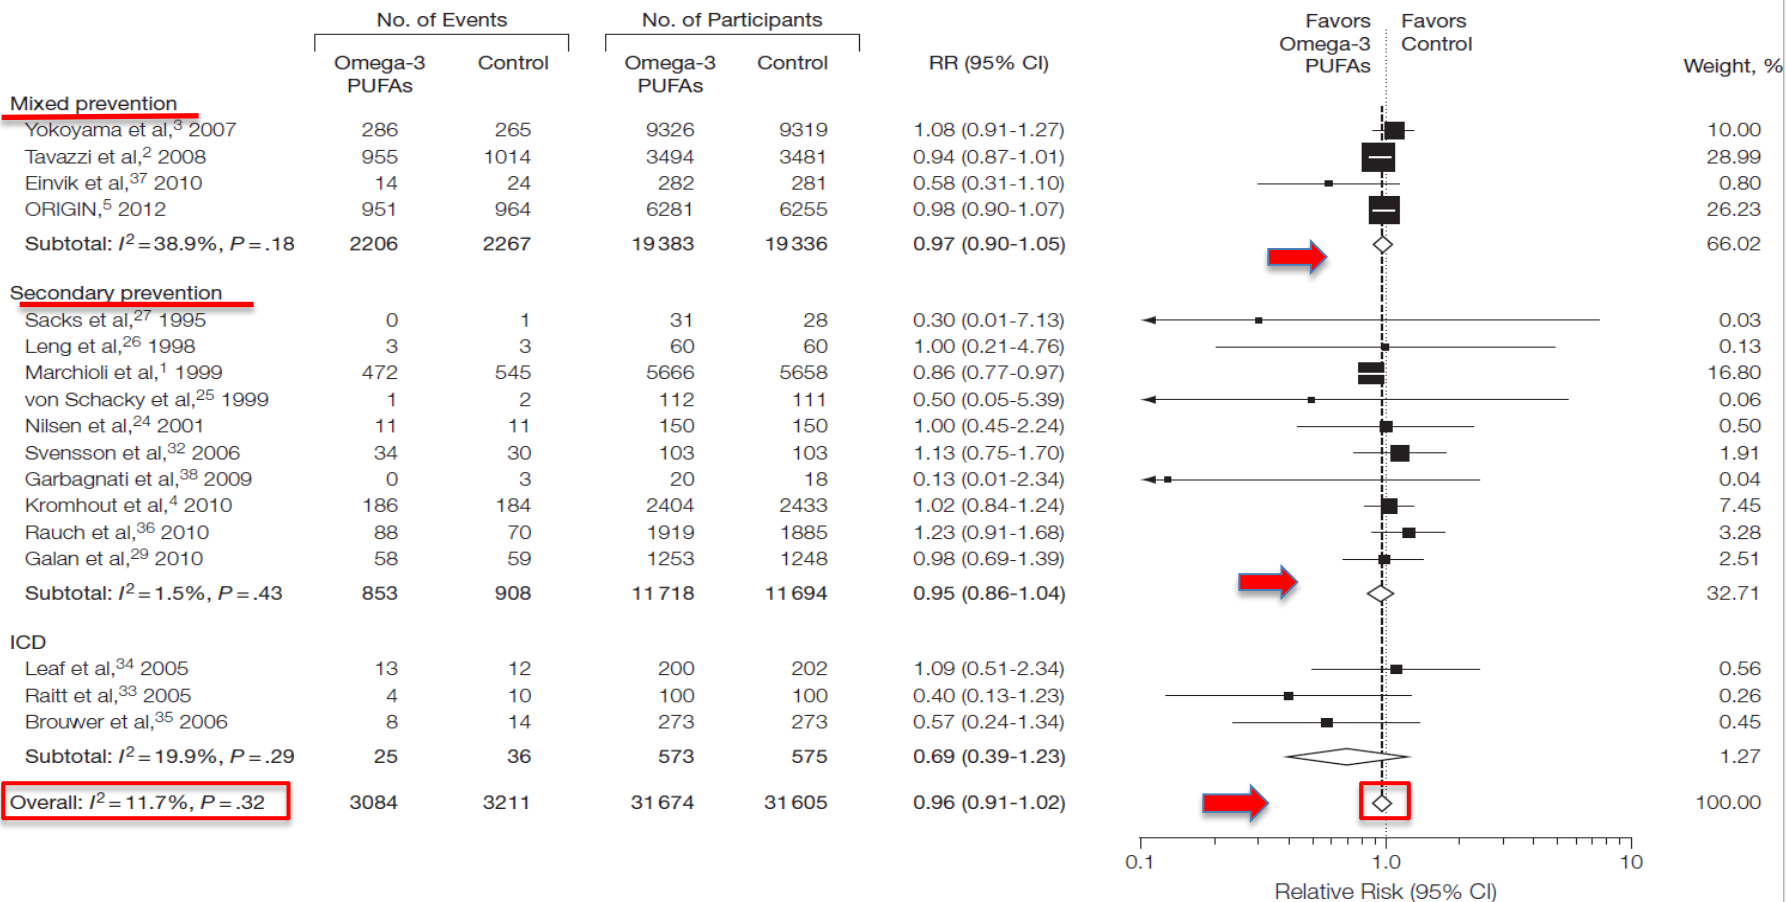 No. of Events No. of Participants Favors Favors
Omega-3 Control
PUFAs
Omega-3 PUFAs Control Omega-3 PUFAs Control RR (95% CI) Weight, %
Mixed prevention
Yokoyama et al,3 2007 286 265 9326 9319 1.08 (0.91-1.27) 10.00
Tavazzi et al,2 2008 955 1014 3494 3481 0.94 (0.87-1.01) 28.99
Einvik et al,37 2010 14 24 282 281 0.58 (0.31-1.10) 0.80
ORIGIN,5 2012 951 964 6281 6255 0.98 (0.90-1.07) 26.23
Subtotal: I2 = 38.9%, P = .18 2206 2267 19 383 19 336 0.97 (0.90-1.05) 66.02
Secondary prevention
Sacks et al,27 1995 0 1 31 28 0.30 (0.01-7.13) 0.03
Leng et al,26 1998 3 3 60 60 1.00 (0.21-4.76) 0.13
Marchioli et al,1 1999 472 545 5666 5658 0.86 (0.77-0.97) 16.80
von Schacky et al,25 1999 1 2 112 111 0.50 (0.05-5.39) 0.06
Nilsen et al,24 2001 11 11 150 150 1.00 (0.45-2.24) 0.50
Svensson et al,32 2006 34 30 103 103 1.13 (0.75-1.70) 1.91
Garbagnati et al,38 2009 0 3 20 18 0.13 (0.01-2.34) 0.04
Kromhout et al,4 2010 186 184 2404 2433 1.02 (0.84-1.24) 7.45
Rauch et al,36 2010 88 70 1919 1885 1.23 (0.91-1.68) 3.28
Galan et al,29 2010 58 59 1253 1248 0.98 (0.69-1.39) 2.51
Subtotal: I2 = 1.5%, P = .43 853 908 11 718 11 694 0.95 (0.86-1.04) 32.71
ICD
Leaf et al,34 2005 13 12 200 202 1.09 (0.51-2.34) 0.56
Raitt et al,33 2005 4 10 100 100 0.40 (0.13-1.23) 0.26
Brouwer et al,35 2006 8 14 273 273 0.57 (0.24-1.34) 0.45
Subtotal: I2 = 19.9%, P = .29 25 36 573 575 0.69 (0.39-1.23) 1.27
Overall: I2 = 11.7%, P = .32 3084 3211 31 674 31 605 0.96 (0.91-1.02) 100.00
0.1 1.0 10
Relative Risk (95% CI)